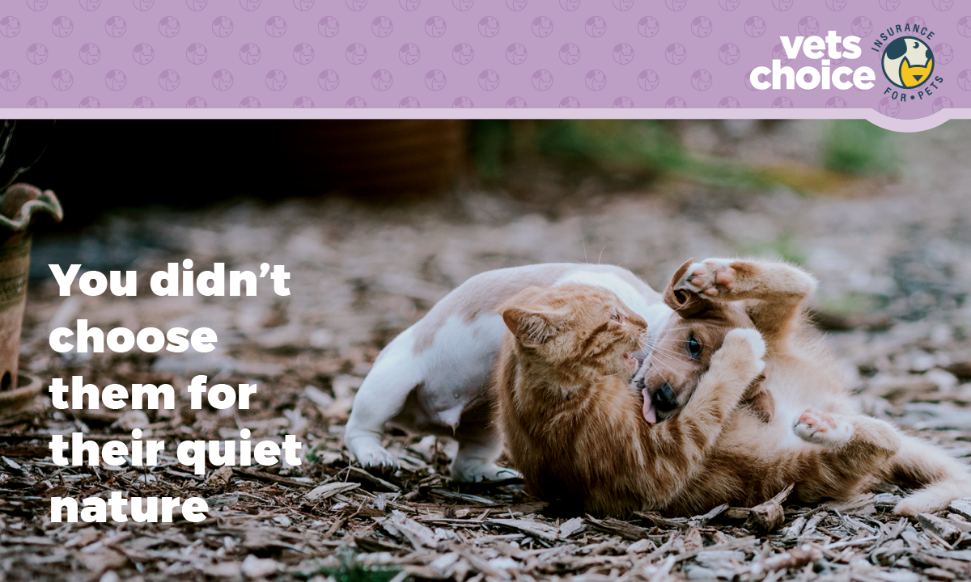 vets
choice
INSURANCE
FOR • PETS
You didn't
choose
them for
their quiet
nature